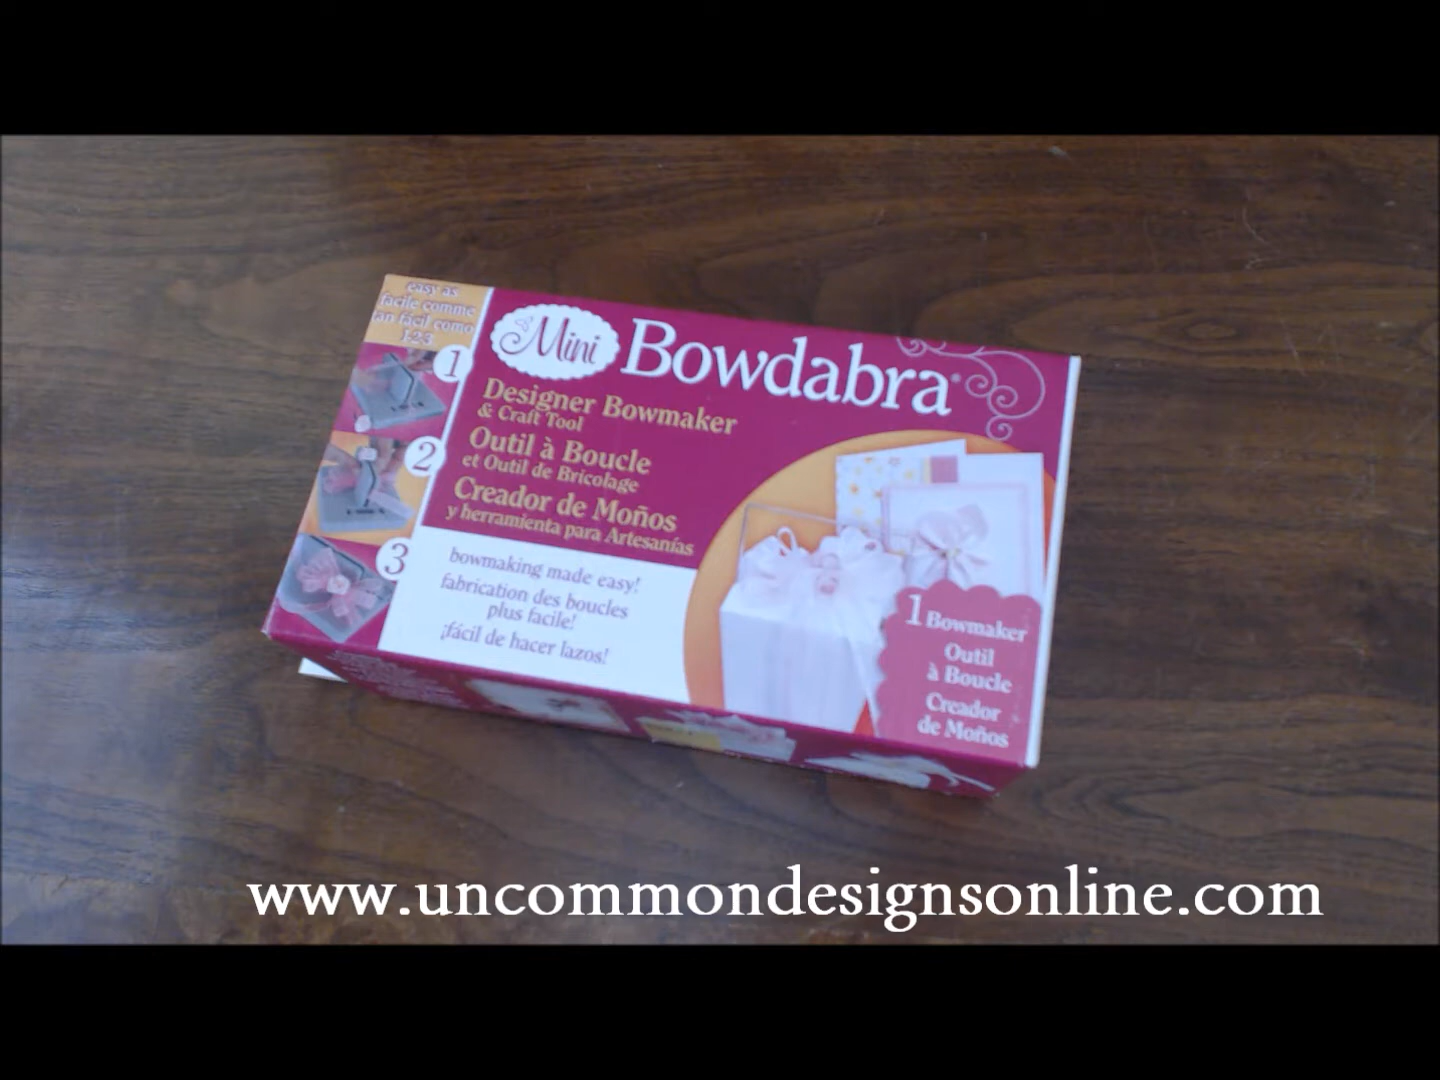 easy as
facile comme
an fácil como
1-2-3
1
2
3
Mini Bowdabra®
Designer Bowmaker
& Craft Tool
Outil à Boucle
et Outil de Bricolage
Creador de Moños
y herramienta para Artesanías
bowmaking made easy!
fabrication des boucles
plus facile!
¡fácil de hacer lazos!
1 Bowmaker
Outil
à Boucle
Creador
de Moños
www.uncommondesignsonline.com